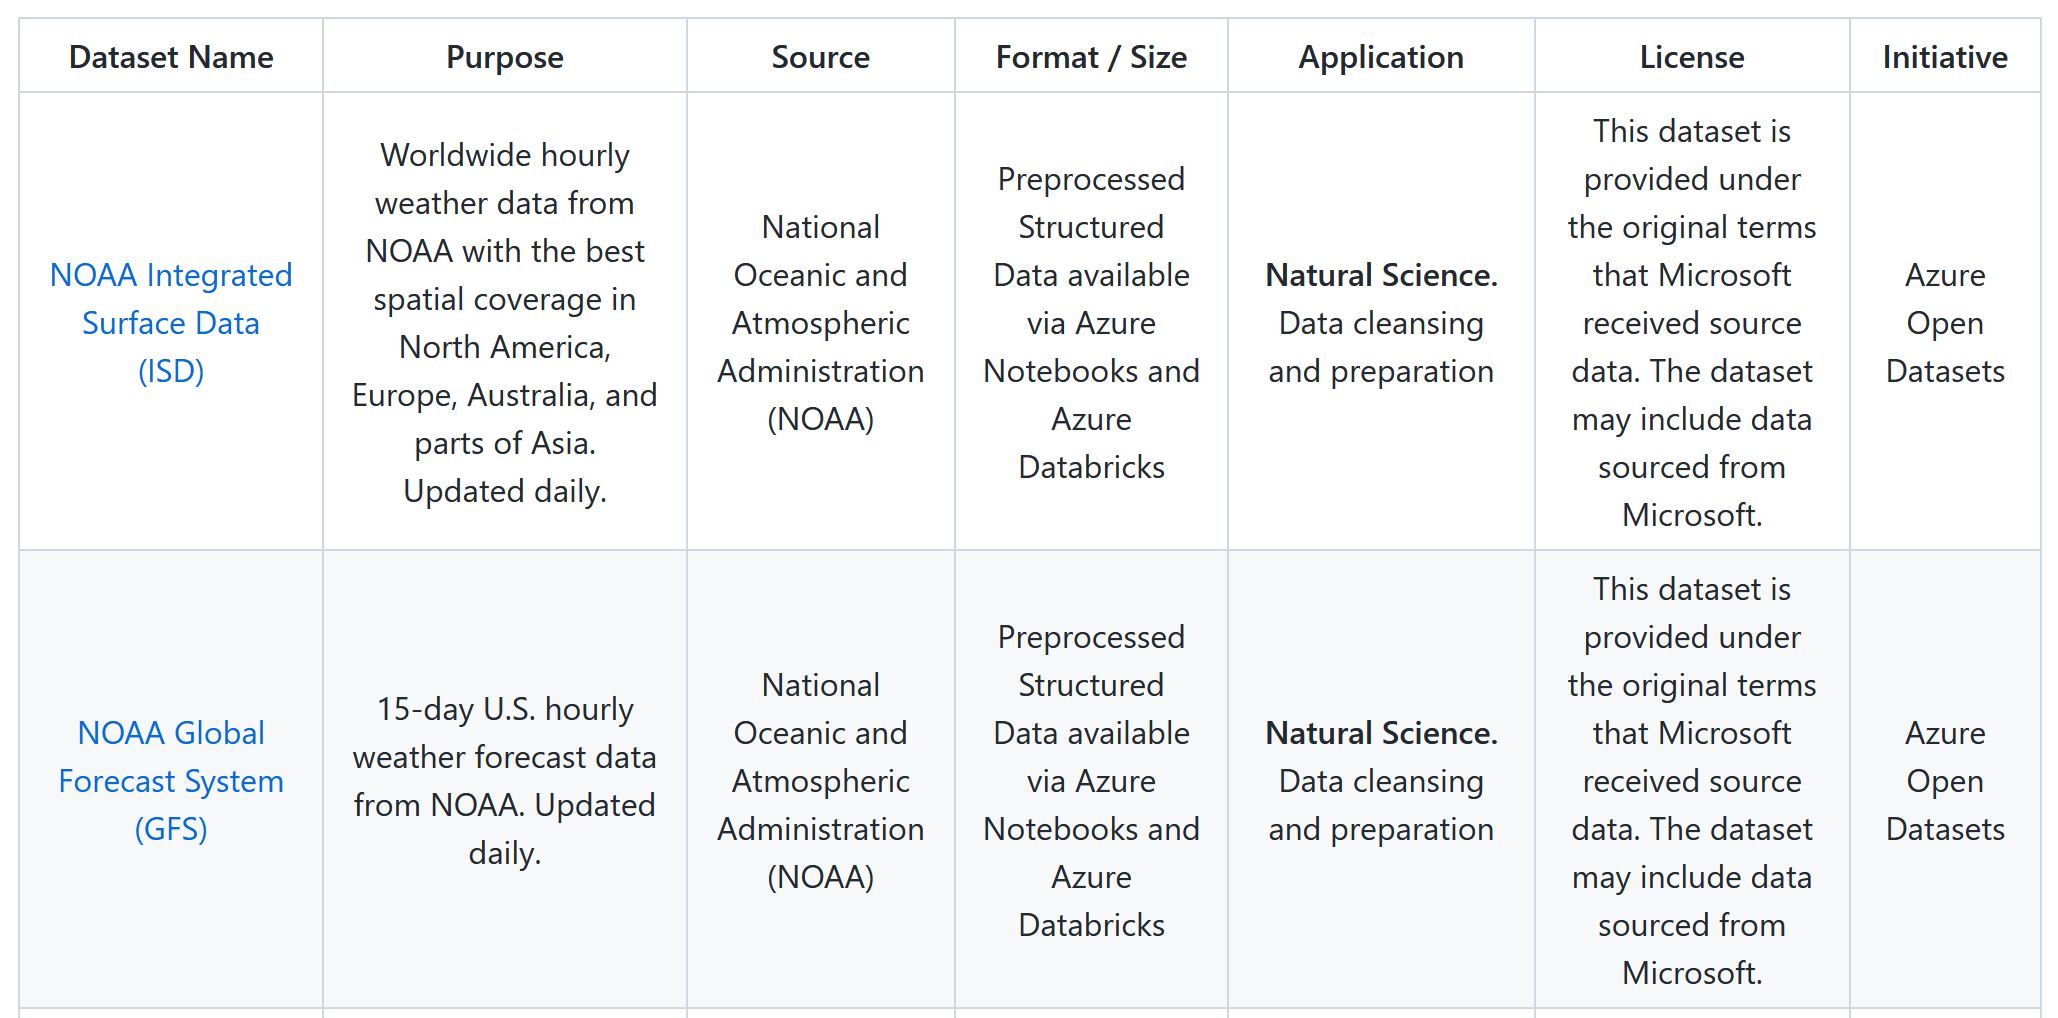 Dataset Name
Purpose
Source
Format / Size
Application
License
Initiative
NOAA Integrated
Surface Data
(ISD)
Worldwide hourly
weather data from
NOAA with the best
spatial coverage in
North America,
Europe, Australia, and
parts of Asia.
Updated daily.
National
Oceanic and
Atmospheric
Administration
(NOAA)
Preprocessed
Structured
Data available
via Azure
Notebooks and
Azure
Databricks
Natural Science.
Data cleansing
and preparation
This dataset is
provided under
the original terms
that Microsoft
received source
data. The dataset
may include data
sourced from
Microsoft.
Azure
Open
Datasets
NOAA Global
Forecast System
(GFS)
15-day U.S. hourly
weather forecast data
from NOAA. Updated
daily.
National
Oceanic and
Atmospheric
Administration
(NOAA)
Preprocessed
Structured
Data available
via Azure
Notebooks and
Azure
Databricks
Natural Science.
Data cleansing
and preparation
This dataset is
provided under
the original terms
that Microsoft
received source
data. The dataset
may include data
sourced from
Microsoft.
Azure
Open
Datasets